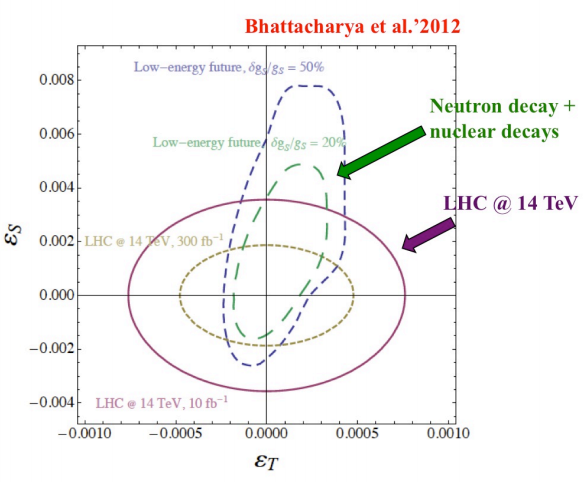 Bhattacharya et al.'2012
Low-energy future, δgS/gS = 50%
Neutron decay +
nuclear decays
Low-energy future, δgS/gS = 20%
LHC @ 14 TeV
LHC @ 14 TeV, 300 fb⁻¹
LHC @ 14 TeV, 10 fb⁻¹
0.008
0.006
0.004
0.002
0.000
−0.002
−0.004
εS
−0.0010 −0.0005 0.0000 0.0005 0.0010
εT